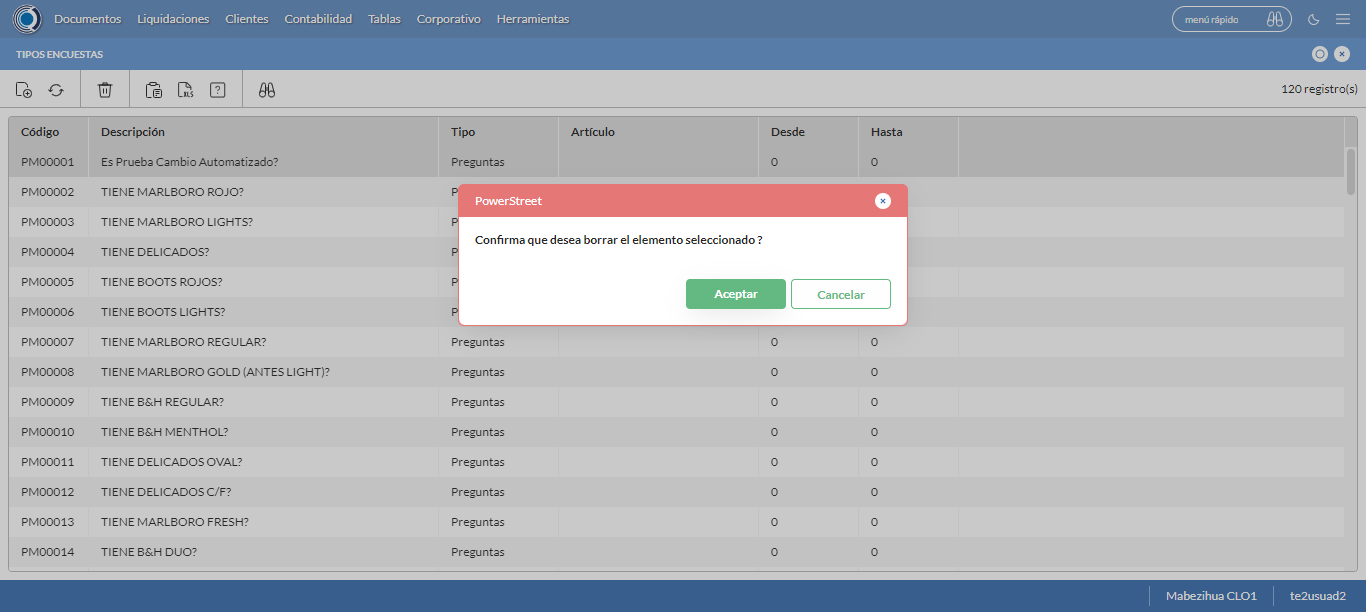 Documentos Liquidaciones Clientes Contabilidad Tablas Corporativo Herramientas menú rápido
TIPOS ENCUESTAS
XLS ? 120 registro(s)
Código Descripción Tipo Artículo Desde Hasta
PM00001 Es Prueba Cambio Automatizado? Preguntas 0 0
PM00002 TIENE MARLBORO ROJO? P
PowerStreet
PM00003 TIENE MARLBORO LIGHTS? P
Confirma que desea borrar el elemento seleccionado ?
PM00004 TIENE DELICADOS? P
PM00005 TIENE BOOTS ROJOS? P
Aceptar Cancelar
PM00006 TIENE BOOTS LIGHTS? P
PM00007 TIENE MARLBORO REGULAR? Preguntas 0 0
PM00008 TIENE MARLBORO GOLD (ANTES LIGHT)? Preguntas 0 0
PM00009 TIENE B&H REGULAR? Preguntas 0 0
PM00010 TIENE B&H MENTHOL? Preguntas 0 0
PM00011 TIENE DELICADOS OVAL? Preguntas 0 0
PM00012 TIENE DELICADOS C/F? Preguntas 0 0
PM00013 TIENE MARLBORO FRESH? Preguntas 0 0
PM00014 TIENE B&H DUO? Preguntas 0 0
Mabezihua CLO1 te2usuad2